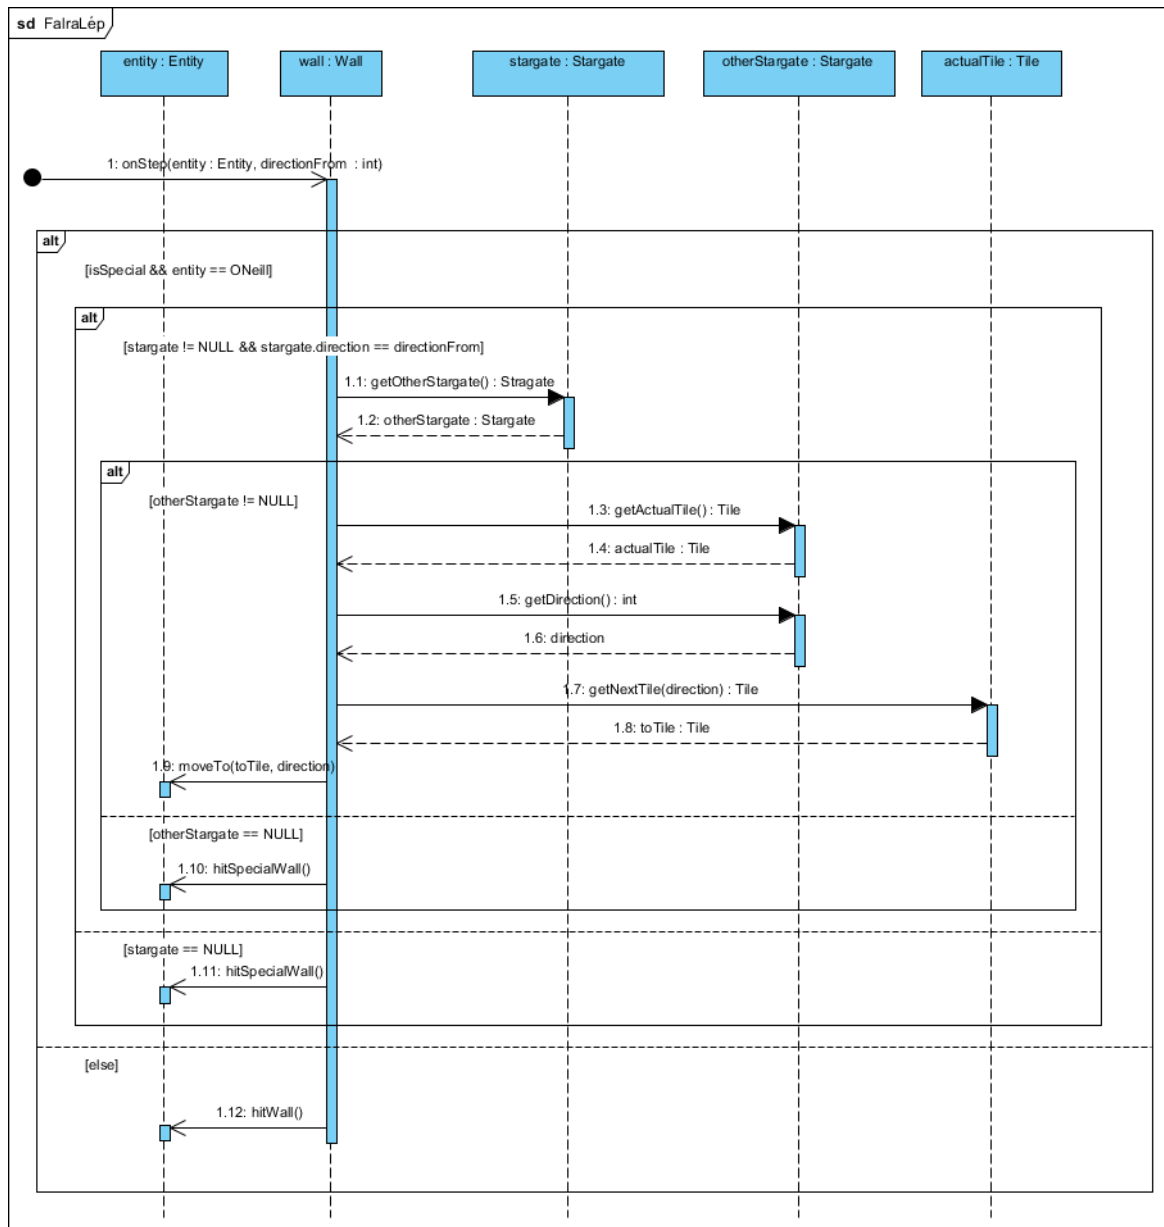 sd FalraLép
entity : Entity
wall : Wall
stargate : Stargate
otherStargate : Stargate
actualTile : Tile
1: onStep(entity : Entity, directionFrom : int)
alt
[isSpecial && entity == ONeill]
alt
[stargate != NULL && stargate.direction == directionFrom]
1.1: getOtherStargate() : Stragate
1.2: otherStargate : Stargate
alt
[otherStargate != NULL]
1.3: getActualTile() : Tile
1.4: actualTile : Tile
1.5: getDirection() : int
1.6: direction
1.7: getNextTile(direction) : Tile
1.8: toTile : Tile
1.9: moveTo(toTile, direction)
[otherStargate == NULL]
1.10: hitSpecialWall()
[stargate == NULL]
1.11: hitSpecialWall()
[else]
1.12: hitWall()